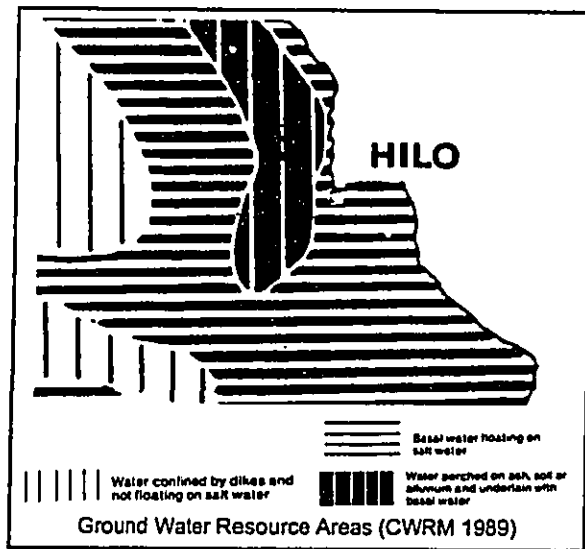 HILO
Basal water floating on
salt water
Water confined by dikes and
not floating on salt water
Water perched on ash, soil or
alluvium and underlain with
basal water
Ground Water Resource Areas (CWRM 1989)